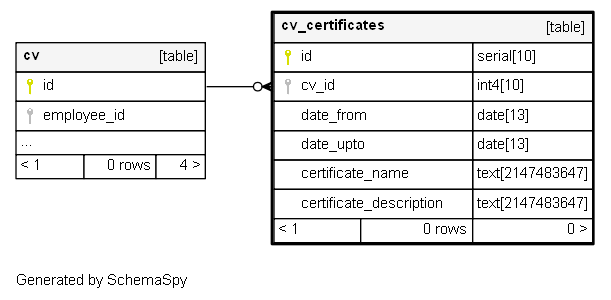 cv [table]
id
employee_id
...
< 1 0 rows 4 >
cv_certificates [table]
id serial[10]
cv_id int4[10]
date_from date[13]
date_upto date[13]
certificate_name text[2147483647]
certificate_description text[2147483647]
< 1 0 rows 0 >
Generated by SchemaSpy